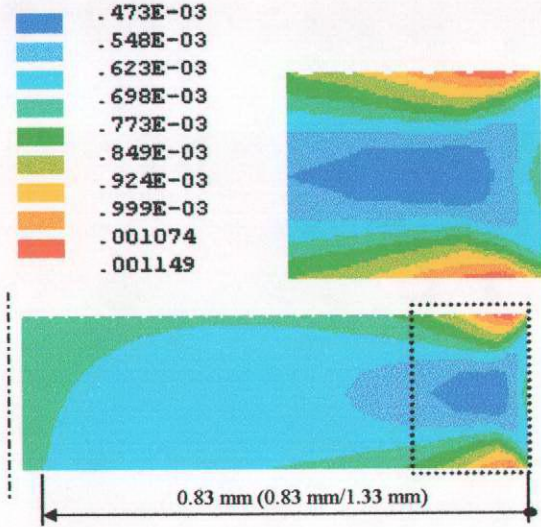 .473E-03
.548E-03
.623E-03
.698E-03
.773E-03
.849E-03
.924E-03
.999E-03
.001074
.001149
0.83 mm (0.83 mm/1.33 mm)